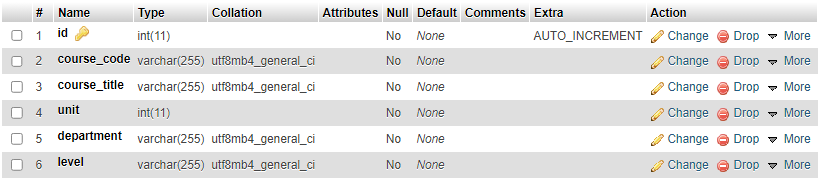 # Name Type Collation Attributes Null Default Comments Extra Action
1 id int(11) No None AUTO_INCREMENT Change Drop More
2 course_code varchar(255) utf8mb4_general_ci No None Change Drop More
3 course_title varchar(255) utf8mb4_general_ci No None Change Drop More
4 unit int(11) No None Change Drop More
5 department varchar(255) utf8mb4_general_ci No None Change Drop More
6 level varchar(255) utf8mb4_general_ci No None Change Drop More